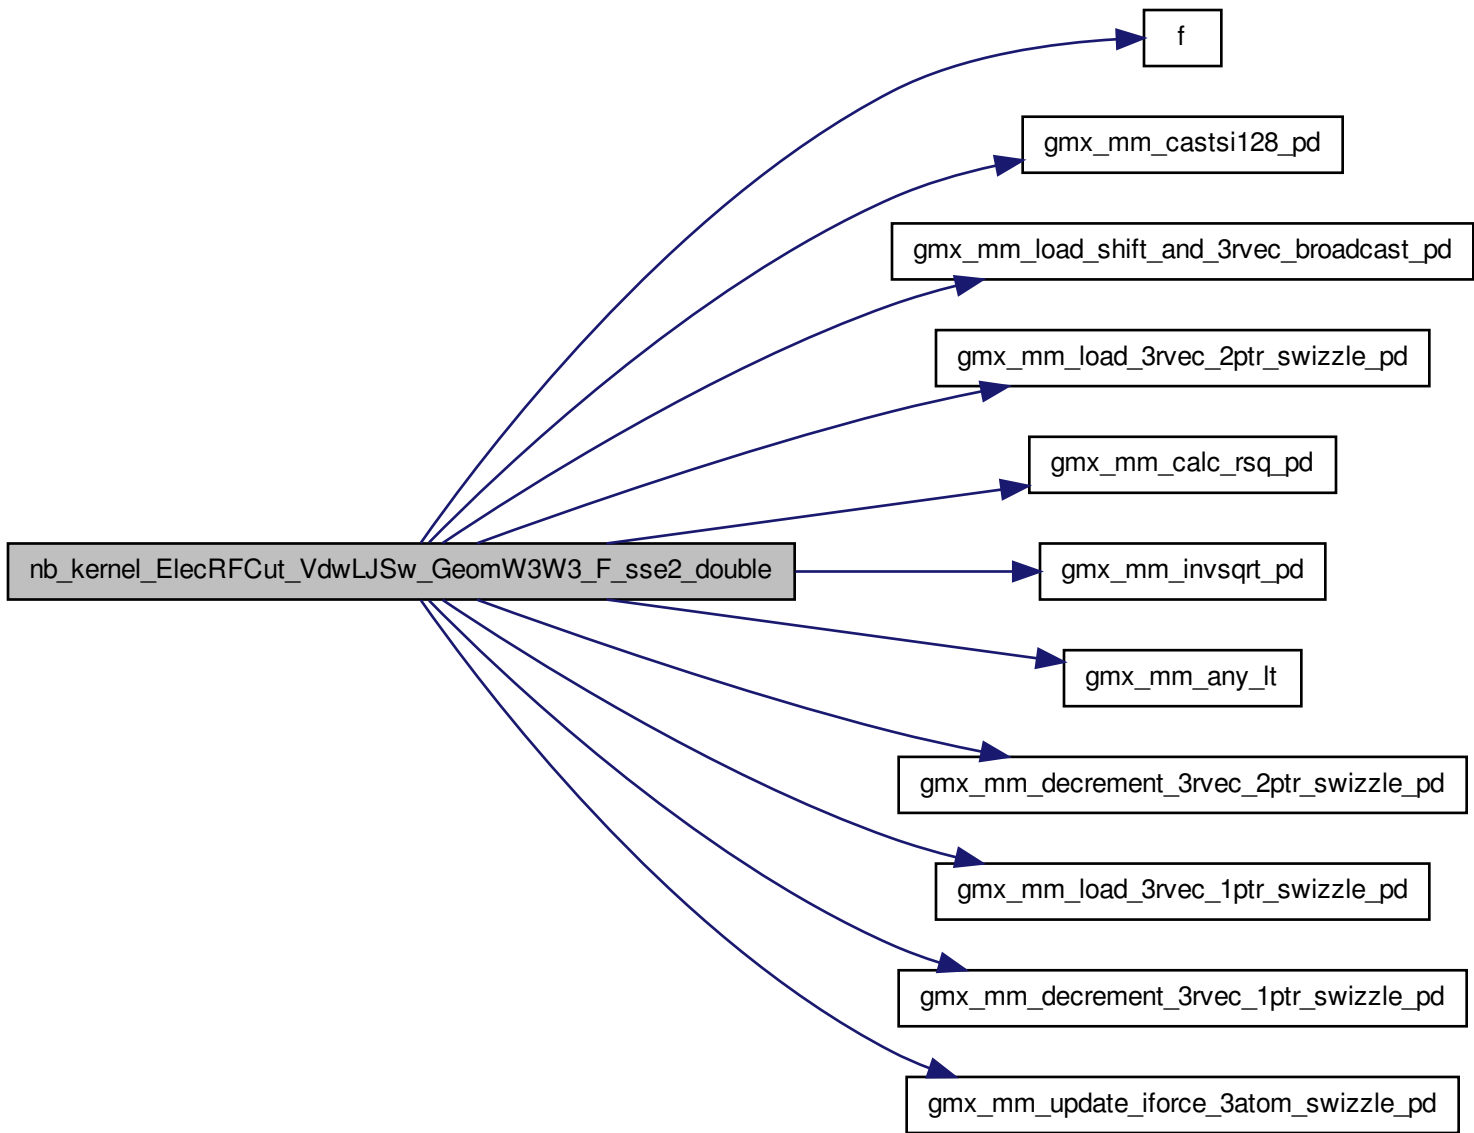 f
gmx_mm_castsi128_pd
gmx_mm_load_shift_and_3rvec_broadcast_pd
gmx_mm_load_3rvec_2ptr_swizzle_pd
gmx_mm_calc_rsq_pd
nb_kernel_ElecRFCut_VdwLJSw_GeomW3W3_F_sse2_double
gmx_mm_invsqrt_pd
gmx_mm_any_lt
gmx_mm_decrement_3rvec_2ptr_swizzle_pd
gmx_mm_load_3rvec_1ptr_swizzle_pd
gmx_mm_decrement_3rvec_1ptr_swizzle_pd
gmx_mm_update_iforce_3atom_swizzle_pd